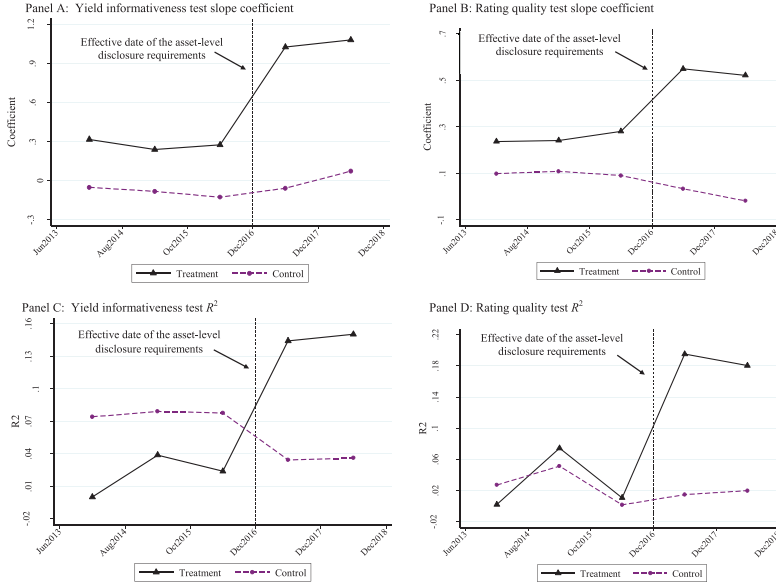 Panel A: Yield informativeness test slope coefficient
1.2
Effective date of the asset-level
disclosure requirements
.9
.6
.3
0
-.3
Coefficient
Jun2013
Aug2014
Oct2015
Dec2016
Dec2017
Dec2018
Treatment
Control
Panel B: Rating quality test slope coefficient
.7
Effective date of the asset-level
disclosure requirements
.5
.3
.1
-.1
Coefficient
Jun2013
Aug2014
Oct2015
Dec2016
Dec2017
Dec2018
Treatment
Control
Panel C: Yield informativeness test R²
.16
Effective date of the asset-level
disclosure requirements
.13
.1
.07
.04
.01
-.02
R2
Jun2013
Aug2014
Oct2015
Dec2016
Dec2017
Dec2018
Treatment
Control
Panel D: Rating quality test R²
.22
Effective date of the asset-level
disclosure requirements
.18
.1
.06
.02
-.02
R2
Jun2013
Aug2014
Oct2015
Dec2016
Dec2017
Treatment
Control